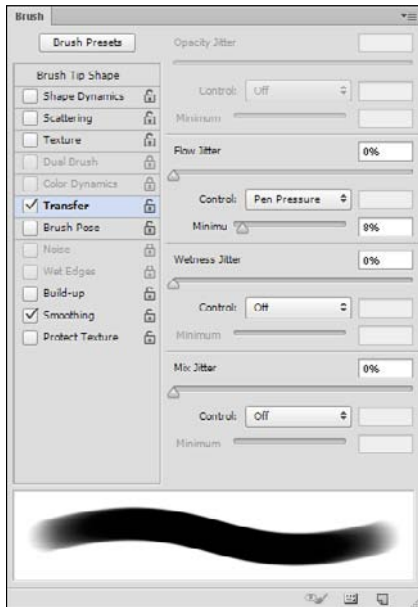 Brush
Brush Presets
Brush Tip Shape
Shape Dynamics
Scattering
Texture
Dual Brush
Color Dynamics
Transfer
Brush Pose
Noise
Wet Edges
Build-up
Smoothing
Protect Texture
Opacity Jitter
Control: Off
Minimum
Flow Jitter 0%
Control: Pen Pressure
Minimu 8%
Wetness Jitter 0%
Control: Off
Minimum
Mix Jitter 0%
Control: Off
Minimum